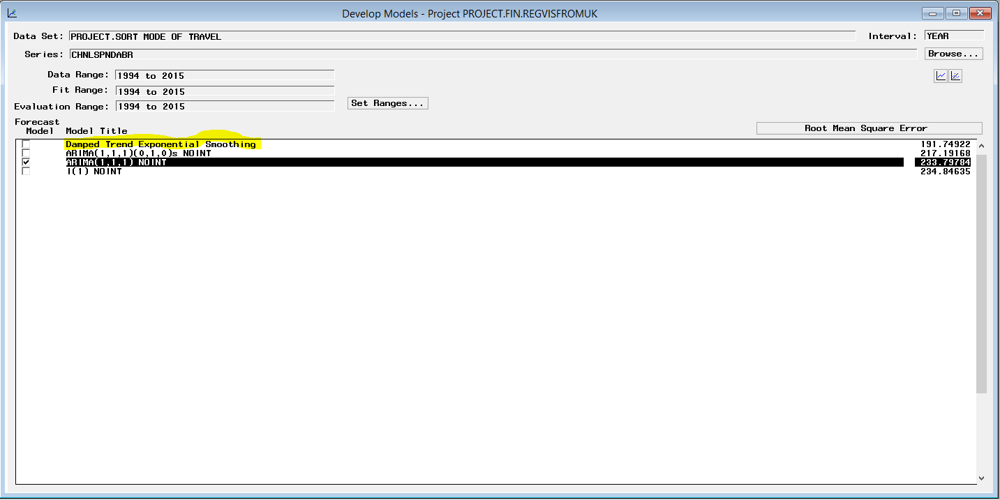 Develop Models - Project PROJECT.FIN.REGVISFROMUK
Data Set: PROJECT.SORT MODE OF TRAVEL Interval: YEAR
Series: CHNLSPNDABR Browse...
Data Range: 1994 to 2015
Fit Range: 1994 to 2015
Evaluation Range: 1994 to 2015 Set Ranges...
Forecast
Model Model Title Root Mean Square Error
Damped Trend Exponential Smoothing 191.74922
ARIMA(1,1,1)(0,1,0)s NOINT 217.19168
ARIMA(1,1,1) NOINT 233.79784
I(1) NOINT 234.84635